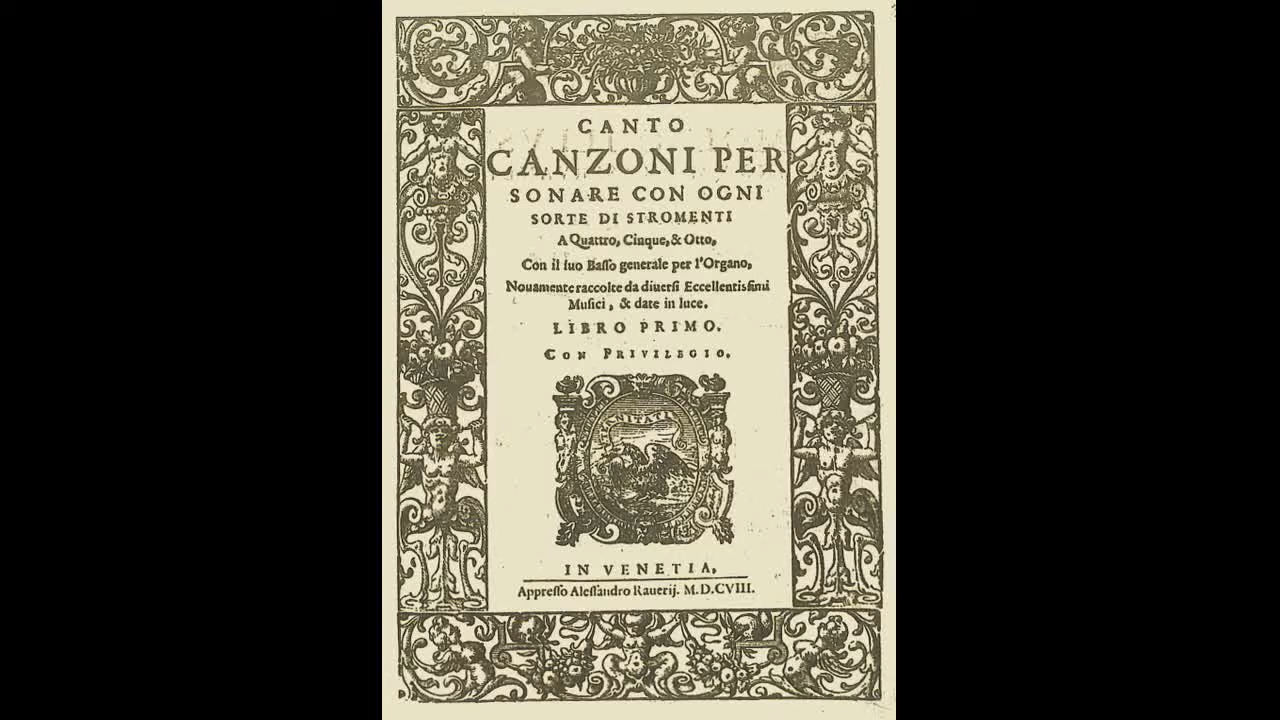 CANTO
CANZONI PER
SONARE CON OGNI
SORTE DI STROMENTI
A Quattro, Cinque, & Otto,
Con il ſuo Baſſo generale per l'Organo,
Nouamente raccolte da diuerſi Eccellentiſſimi
Muſici, & date in luce.
LIBRO PRIMO.
CON PRIVILEGIO.
IN VENETIA,
Appreſſo Aleſſandro Rauerij. M.D.CVIII.